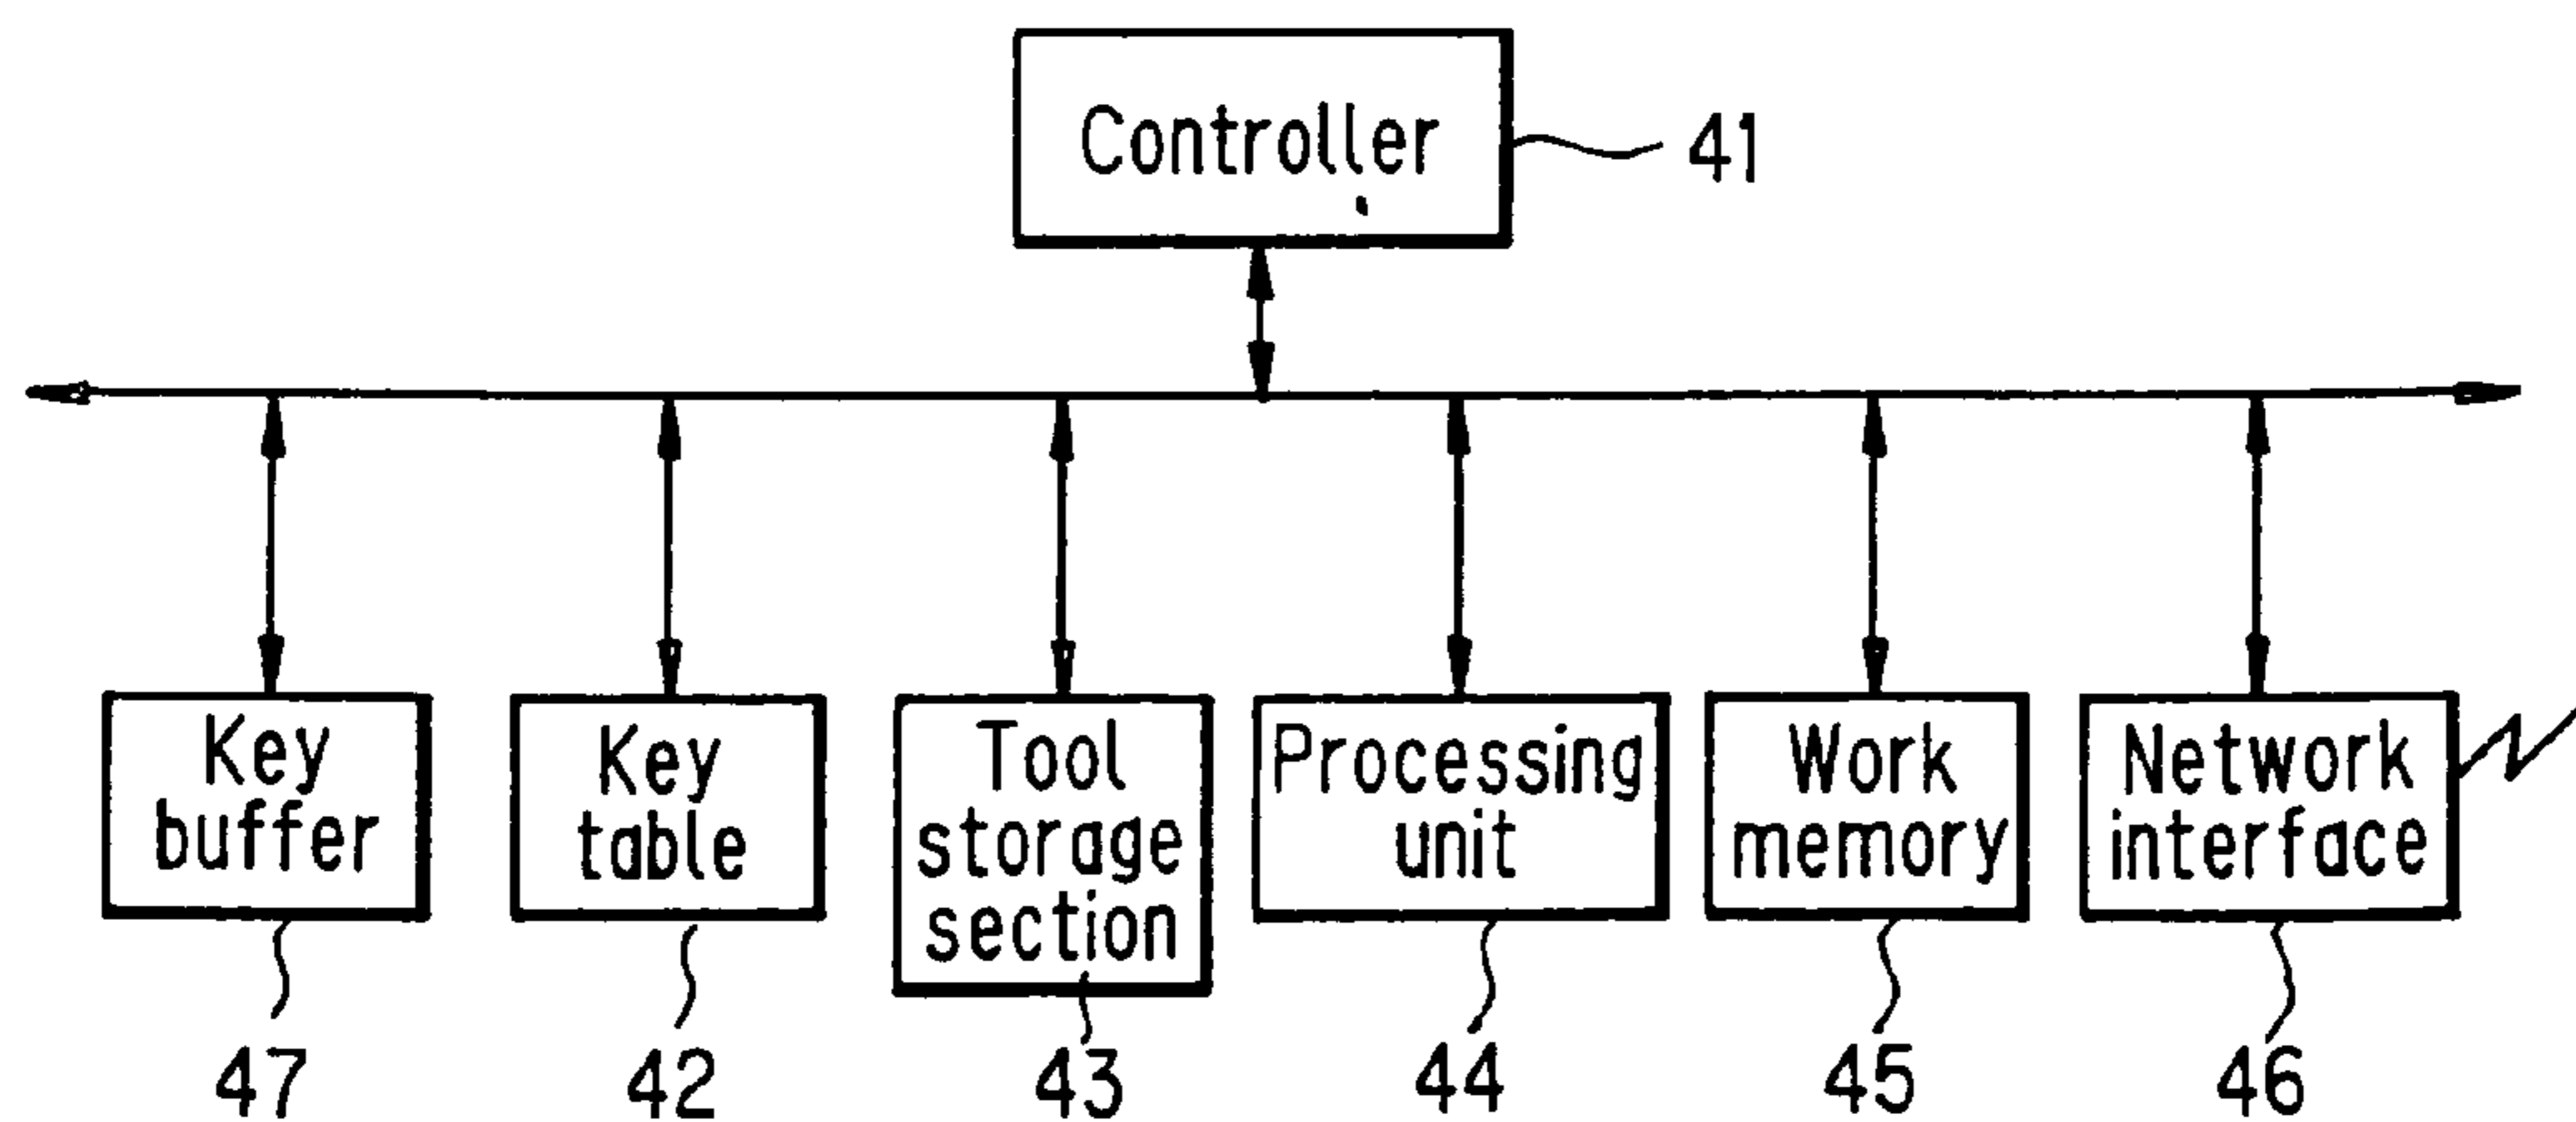 Controller
41
Key
buffer
47
Key
table
42
Tool
storage
section
43
Processing
unit
44
Work
memory
45
Network
interface
46